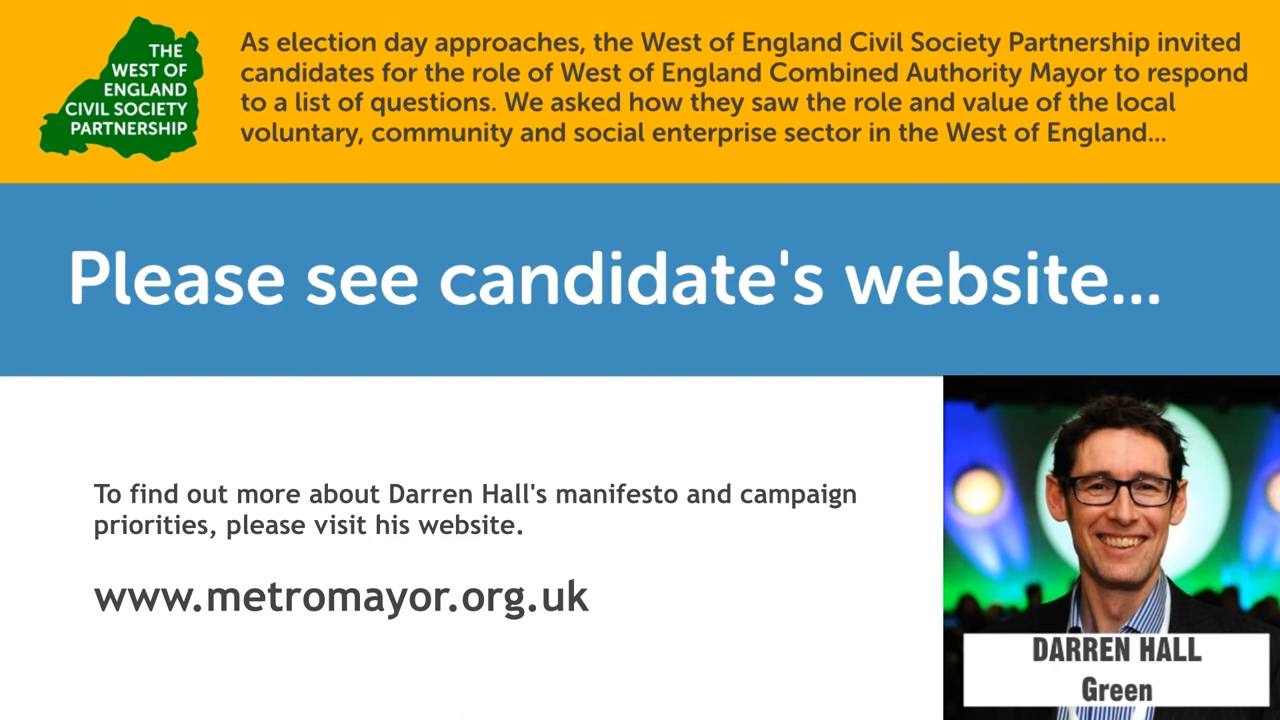 THE
WEST OF
ENGLAND
CIVIL SOCIETY
PARTNERSHIP
As election day approaches, the West of England Civil Society Partnership invited
candidates for the role of West of England Combined Authority Mayor to respond
to a list of questions. We asked how they saw the role and value of the local
voluntary, community and social enterprise sector in the West of England...
Please see candidate's website...
To find out more about Darren Hall's manifesto and campaign
priorities, please visit his website.
www.metromayor.org.uk
DARREN HALL
Green